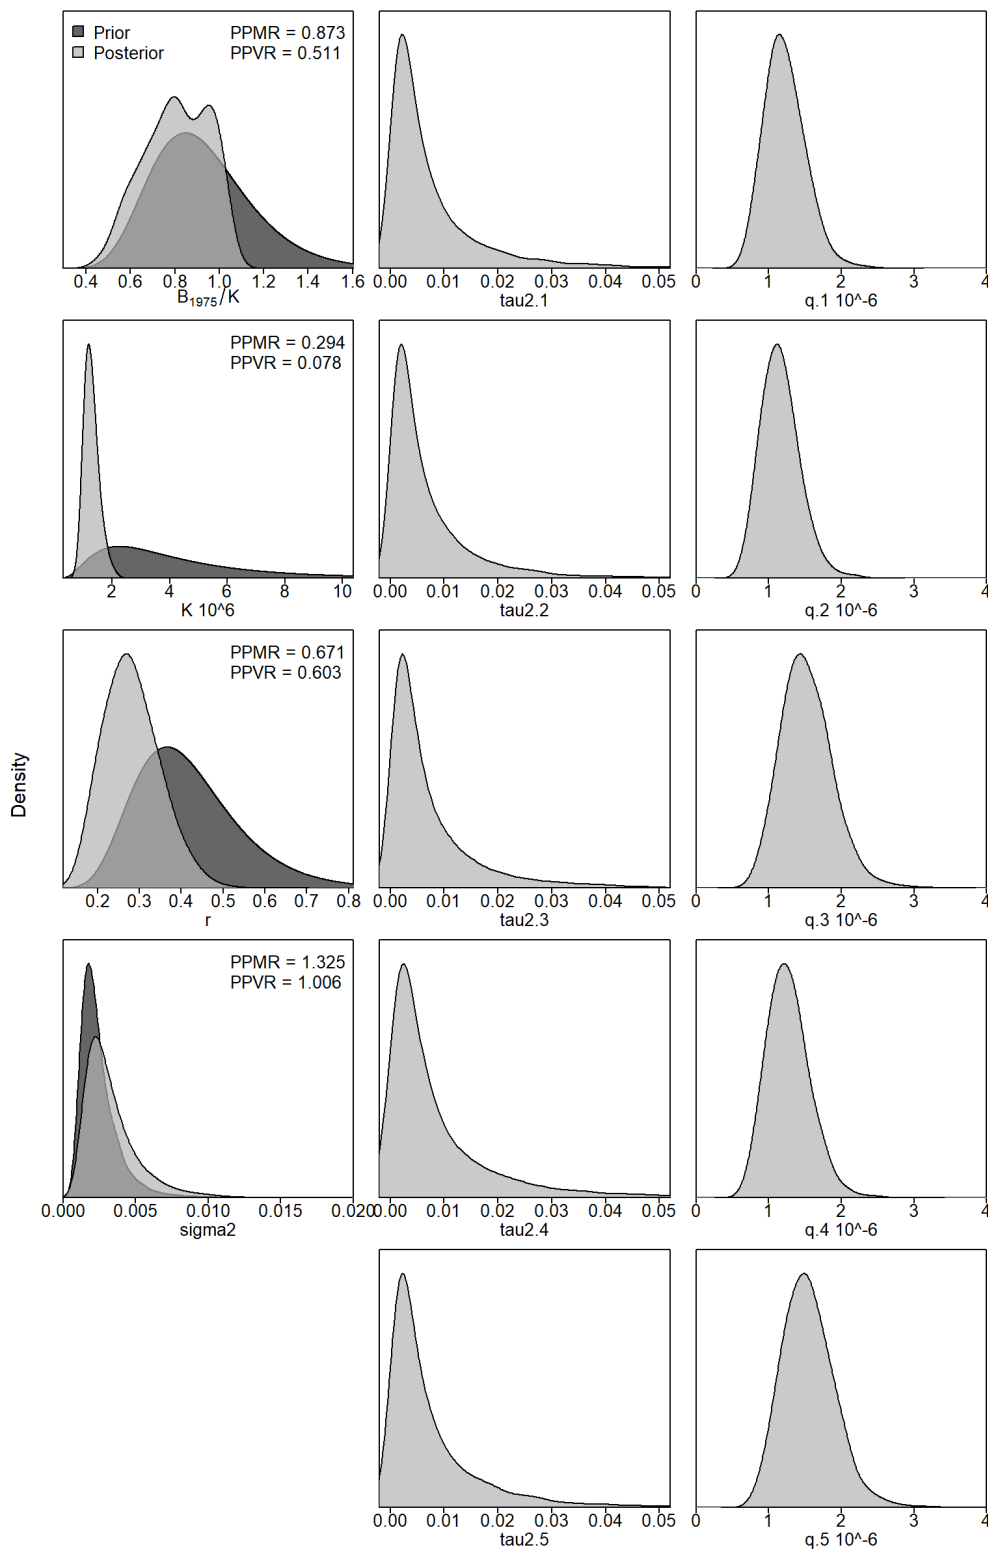 Prior PPMR = 0.873
Posterior PPVR = 0.511
0.4 0.6 0.8 1.0 1.2 1.4 1.6
B1975/K
0.00 0.01 0.02 0.03 0.04 0.05
tau2.1
0 1 2 3 4
q.1 10^-6
PPMR = 0.294
PPVR = 0.078
2 4 6 8 10
K 10^6
0.00 0.01 0.02 0.03 0.04 0.05
tau2.2
0 1 2 3 4
q.2 10^-6
PPMR = 0.671
PPVR = 0.603
0.2 0.3 0.4 0.5 0.6 0.7 0.8
r
0.00 0.01 0.02 0.03 0.04 0.05
tau2.3
0 1 2 3 4
q.3 10^-6
Density
PPMR = 1.325
PPVR = 1.006
0.000 0.005 0.010 0.015 0.020
sigma2
0.00 0.01 0.02 0.03 0.04 0.05
tau2.4
0 1 2 3 4
q.4 10^-6
0.00 0.01 0.02 0.03 0.04 0.05
tau2.5
0 1 2 3 4
q.5 10^-6